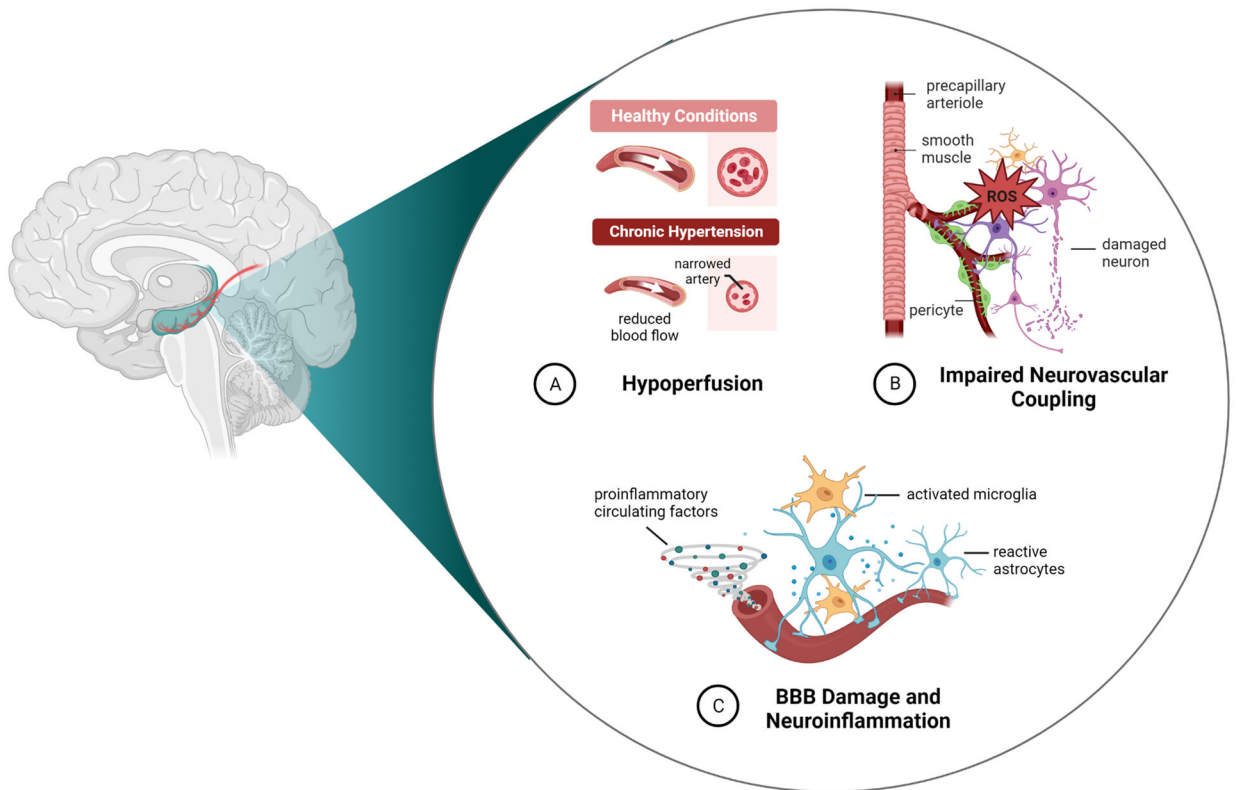 Healthy Conditions
Chronic Hypertension
narrowed
artery
reduced
blood flow
A
Hypoperfusion
precapillary
arteriole
smooth
muscle
ROS
damaged
neuron
pericyte
B
Impaired Neurovascular
Coupling
proinflammatory
circulating factors
activated microglia
reactive
astrocytes
C
BBB Damage and
Neuroinflammation